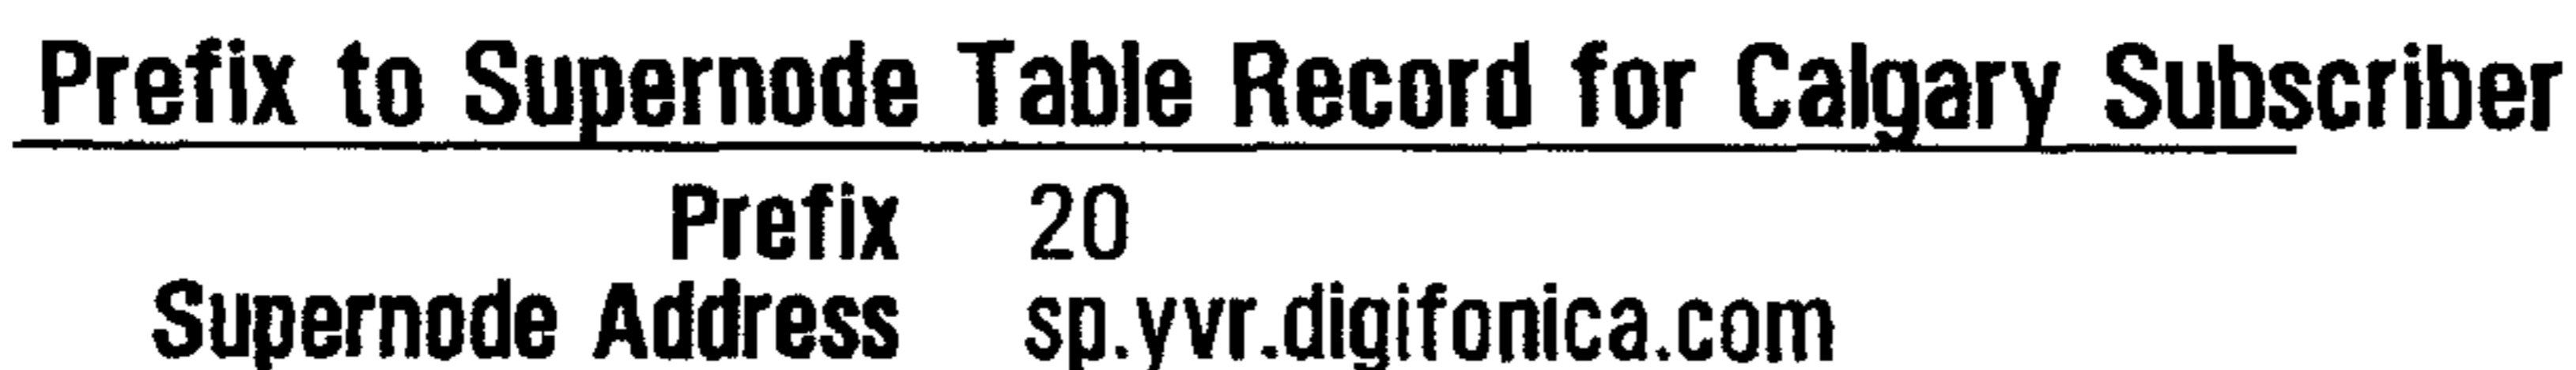 Prefix to Supernode Table Record for Calgary Subscriber
Prefix 20
Supernode Address sp.yvr.digifonica.com